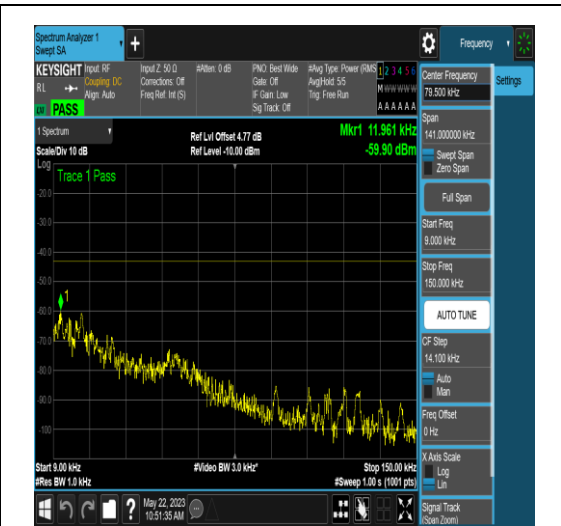 Spectrum Analyzer 1
Swept SA
Frequency
KEYSIGHT
RL
PASS
Input: RF
Coupling: DC
Align: Auto
Input Z: 50 Ω
Corrections: Off
Freq Ref: Int (S)
#Atten: 0 dB
PNO: Best Wide
Gate: Off
IF Gain: Low
Sig Track: Off
#Avg Type: Power (RMS
Avg|Hold: 5/5
Trig: Free Run
1 2 3 4 5 6
M W W W W W
A A A A A A
1 Spectrum
Scale/Div 10 dB
Log
Ref Lvl Offset 4.77 dB
Ref Level -10.00 dBm
Mkr1 11.961 kHz
-59.90 dBm
Trace 1 Pass
-20.0
-30.0
-40.0
-50.0
1
-60.0
-70.0
-80.0
-90.0
-100
Start 9.00 kHz
#Res BW 1.0 kHz
#Video BW 3.0 kHz*
Stop 150.00 kHz
#Sweep 1.00 s (1001 pts)
May 22, 2023
10:51:35 AM
Center Frequency
79.500 kHz
Settings
Span
141.000000 kHz
Swept Span
Zero Span
Full Span
Start Freq
9.000 kHz
Stop Freq
150.000 kHz
AUTO TUNE
CF Step
14.100 kHz
Auto
Man
Freq Offset
0 Hz
X Axis Scale
Log
Lin
Signal Track
(Span Zoom)